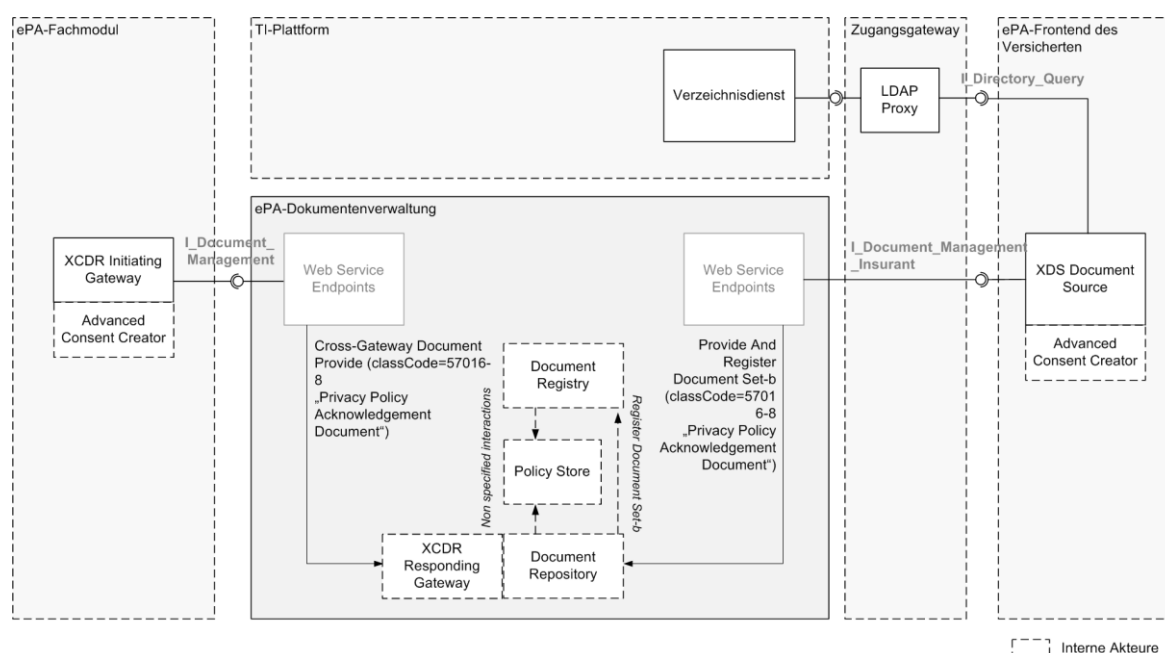 ePA-Fachmodul
TI-Plattform
Zugangsgateway
ePA-Frontend des
Versicherten
I_Directory_Query
Verzeichnisdienst
LDAP
Proxy
ePA-Dokumentenverwaltung
I_Document_
Management
XCDR Initiating
Gateway
Advanced
Consent Creator
Web Service
Endpoints
Web Service
Endpoints
I_Document_Management
_Insurant
XDS Document
Source
Advanced
Consent Creator
Cross-Gateway Document
Provide (classCode=57016-
8
„Privacy Policy
Acknowledgement
Document“)
Document
Registry
Non specified interactions
Register Document Set-b
Policy Store
Provide And
Register
Document Set-b
(classCode=5701
6-8
„Privacy Policy
Acknowledgement
Document“)
XCDR
Responding
Gateway
Document
Repository
Interne Akteure